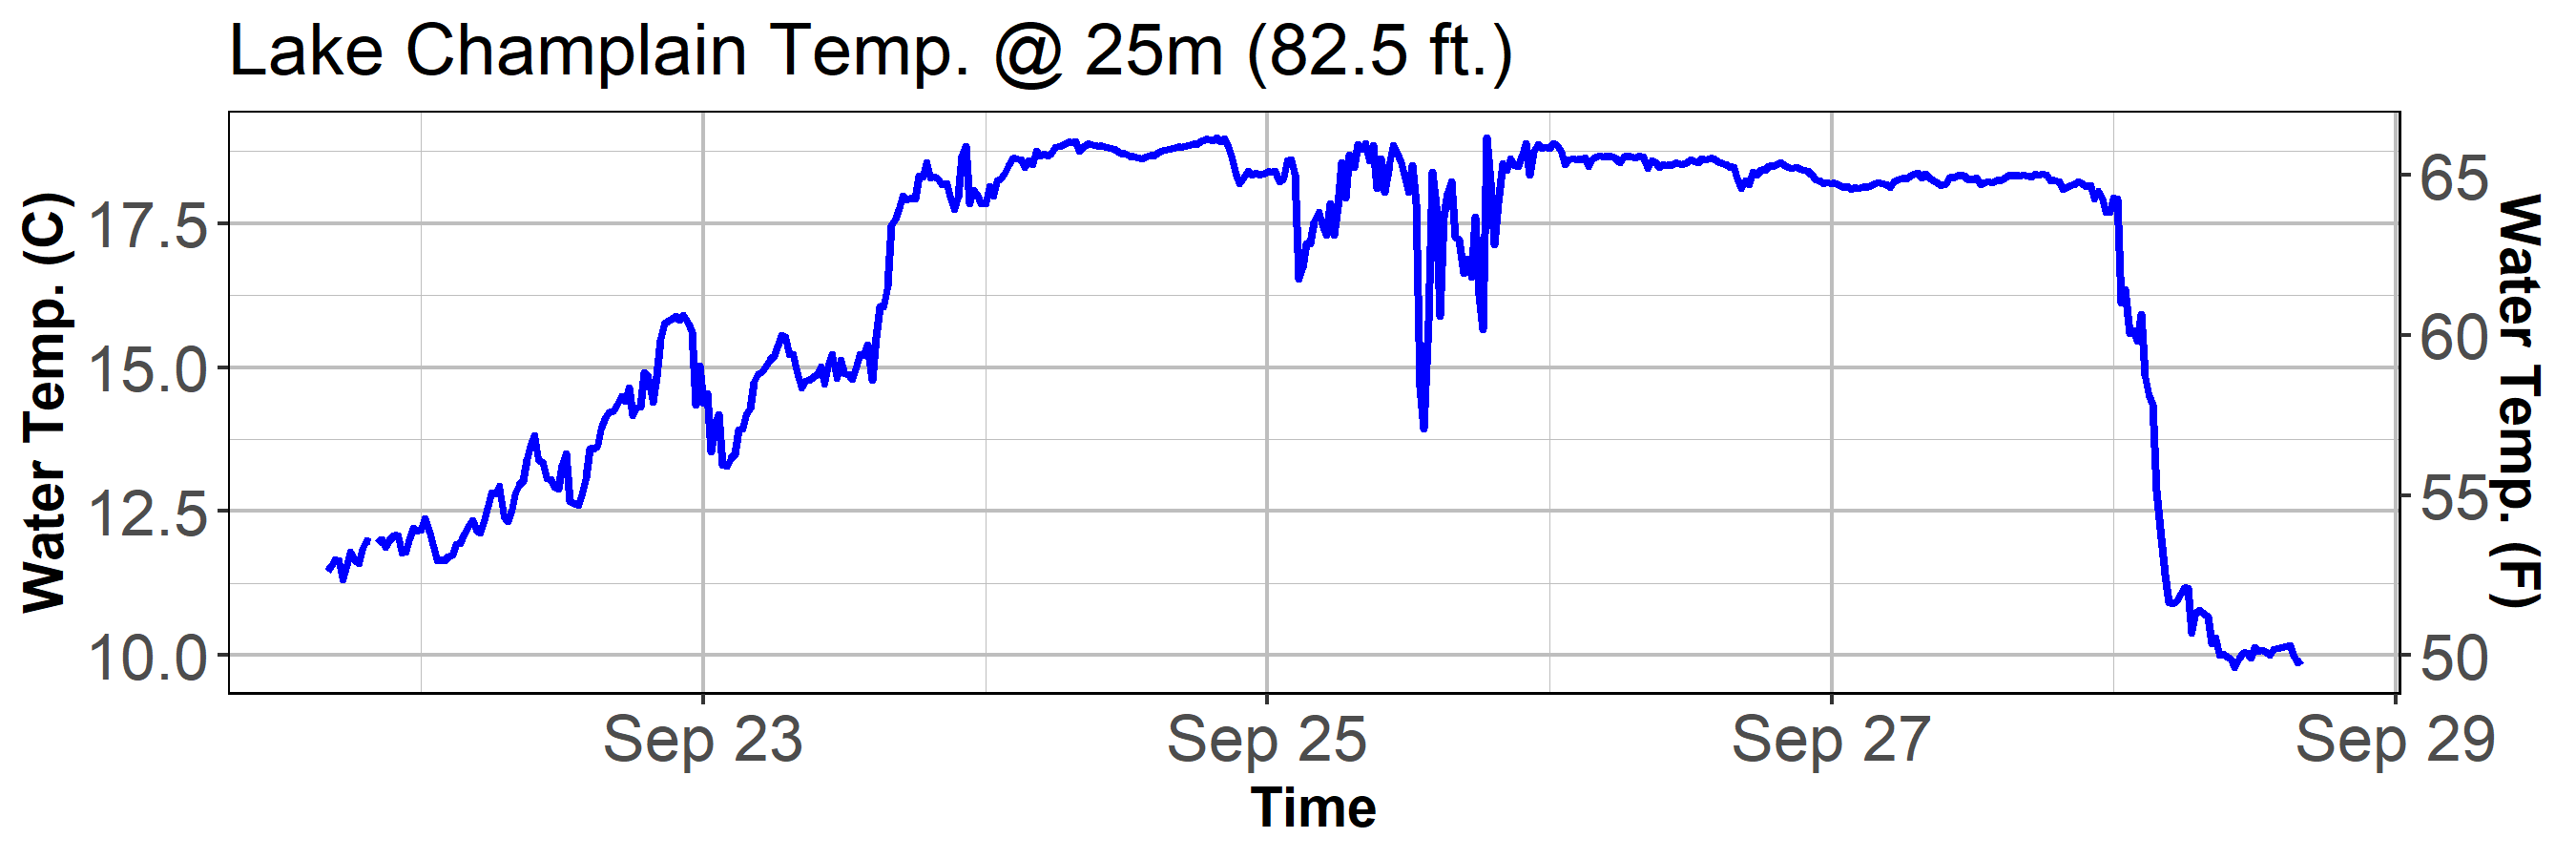 Lake Champlain Temp. @ 25m (82.5 ft.)
Water Temp. (C)
17.5
15.0
12.5
10.0
65
60
55
50
Water Temp. (F)
Sep 23 Sep 25 Sep 27 Sep 29
Time